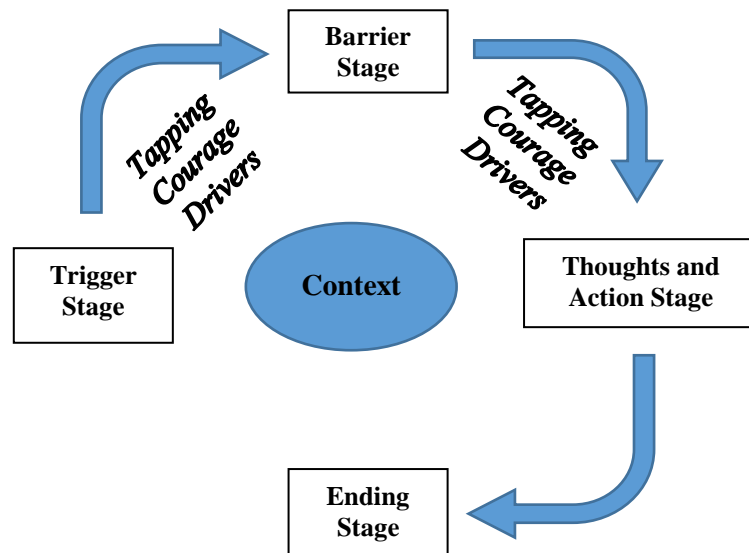 Barrier
Stage
Tapping
Courage
Drivers
Tapping
Courage
Drivers
Trigger
Stage
Context
Thoughts and
Action Stage
Ending
Stage